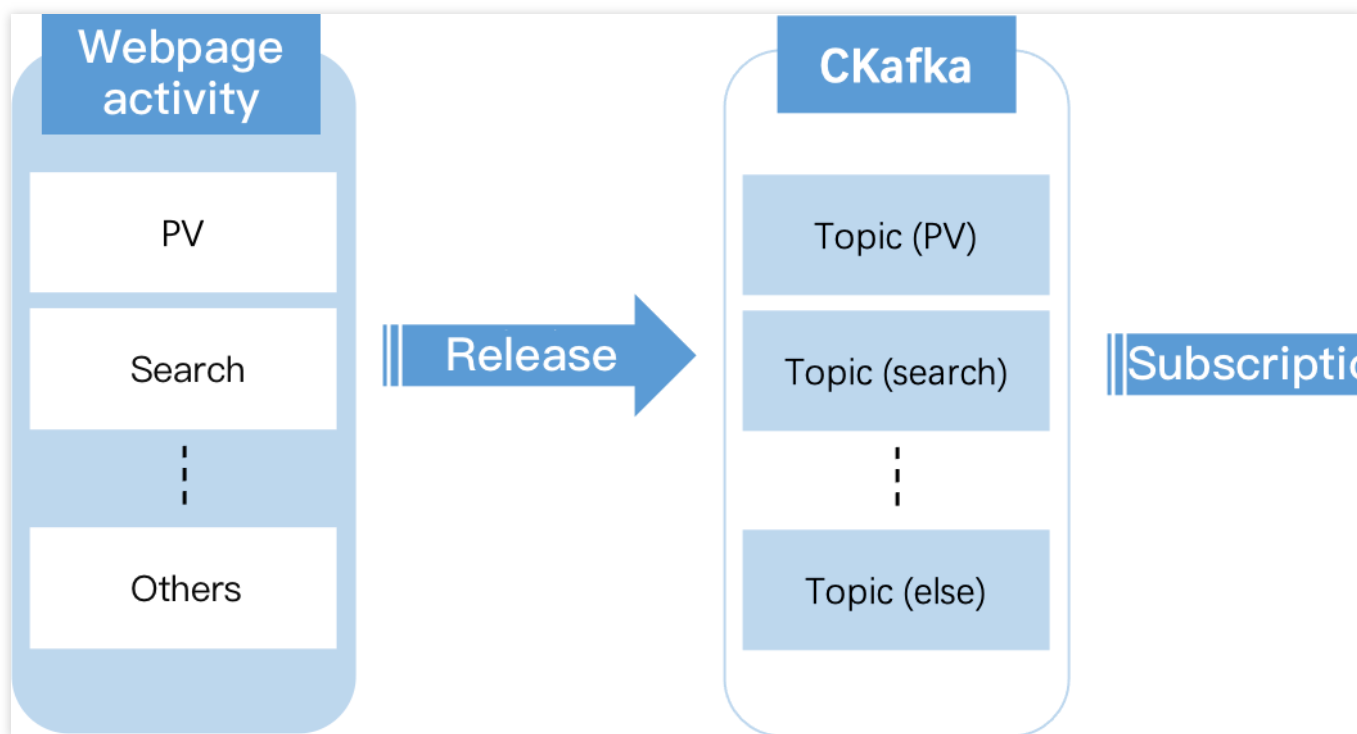 Webpage
activity
PV
Search
Others
Release
CKafka
Topic (PV)
Topic (search)
Topic (else)